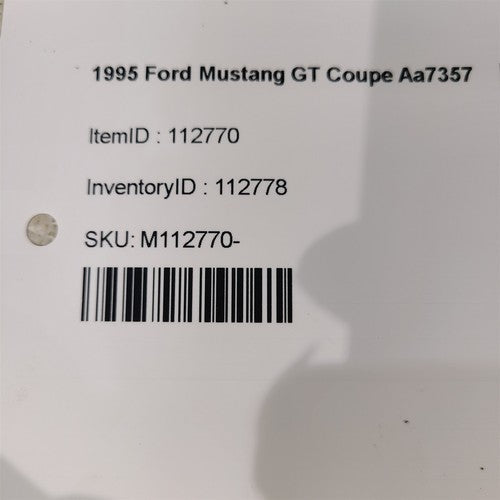 1995 Ford Mustang GT Coupe Aa7357
ItemID : 112770
InventoryID : 112778
SKU: M112770-